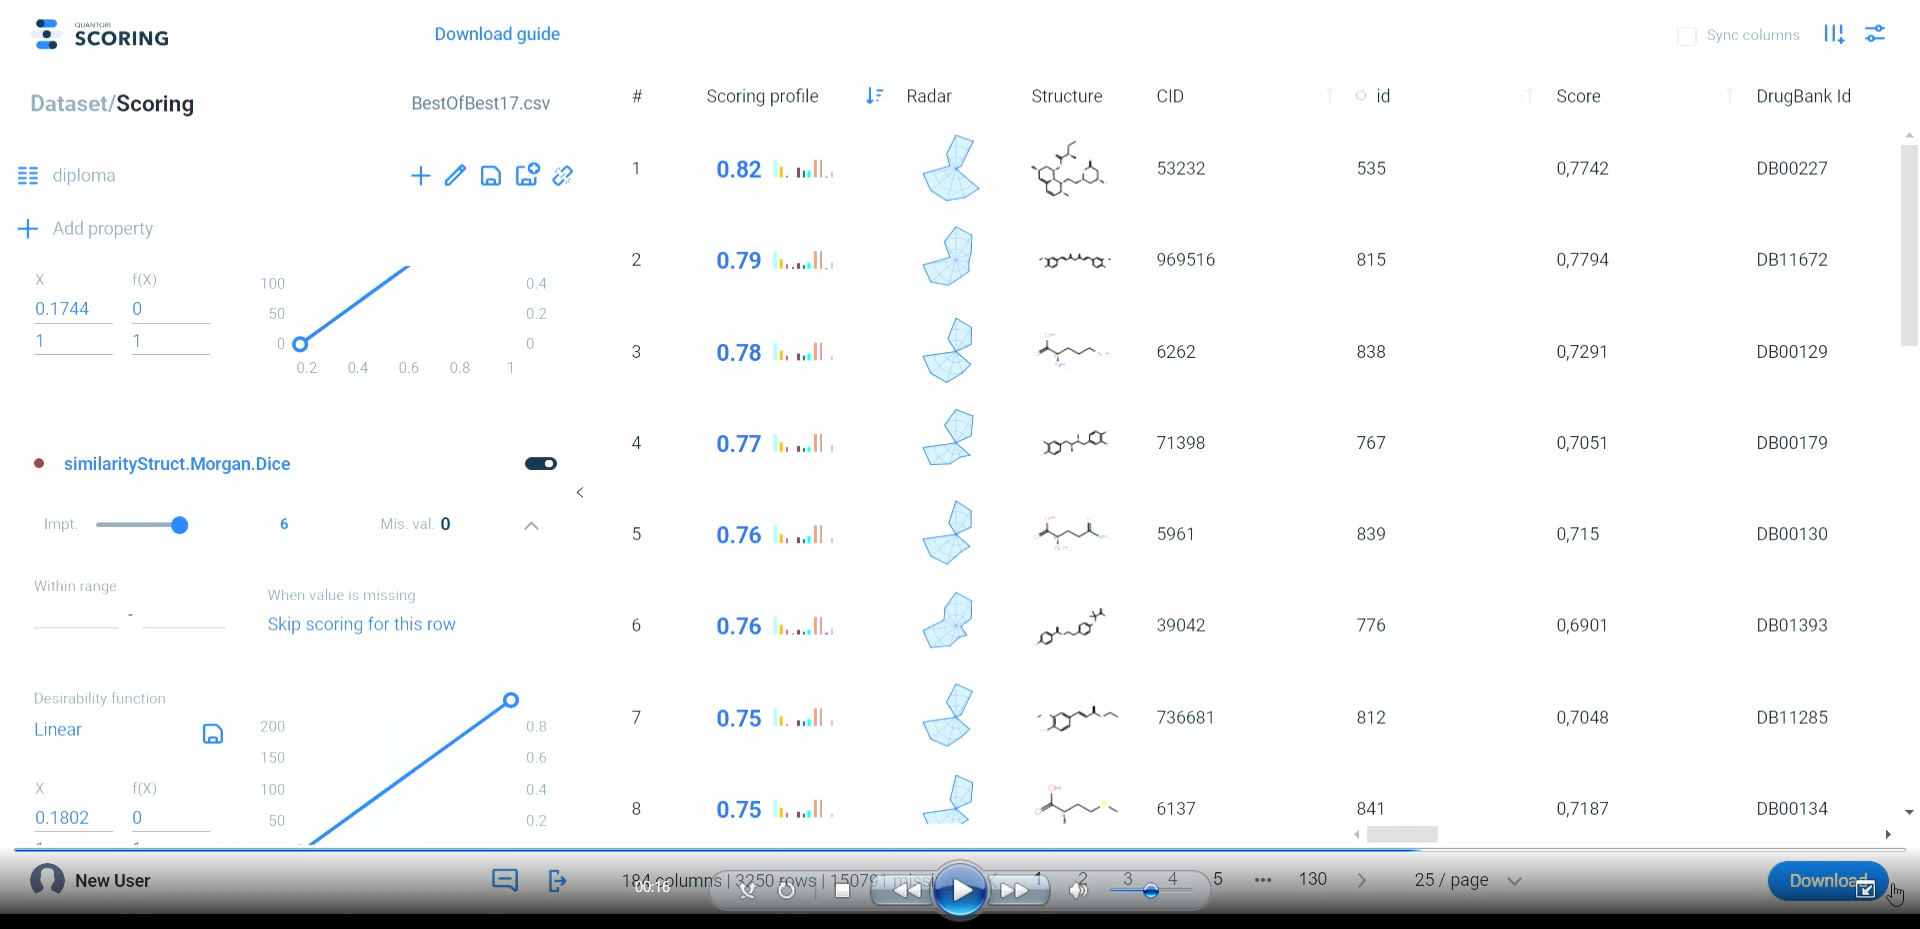 QUANTORI
SCORING
Download guide
Sync columns
Dataset/Scoring
BestOfBest17.csv
# Scoring profile Radar Structure CID id Score DrugBank Id
diploma
Add property
X f(X)
0.1744 0
1 1
100
50
0
0.4
0.2
0
0.2 0.4 0.6 0.8 1
similarityStruct.Morgan.Dice
Impt. 6 Mis. val. 0
Within range
-
When value is missing
Skip scoring for this row
Desirability function
Linear
X f(X)
0.1802 0
200
150
100
50
0.8
0.6
0.4
0.2
1 0.82 53232 535 0,7742 DB00227
2 0.79 969516 815 0,7794 DB11672
3 0.78 6262 838 0,7291 DB00129
4 0.77 71398 767 0,7051 DB00179
5 0.76 5961 839 0,715 DB00130
6 0.76 39042 776 0,6901 DB01393
7 0.75 736681 812 0,7048 DB11285
8 0.75 6137 841 0,7187 DB00134
New User
184 columns | 3250 rows | 150791
00:16
1 2 3 4 5 ••• 130
25 / page
Download